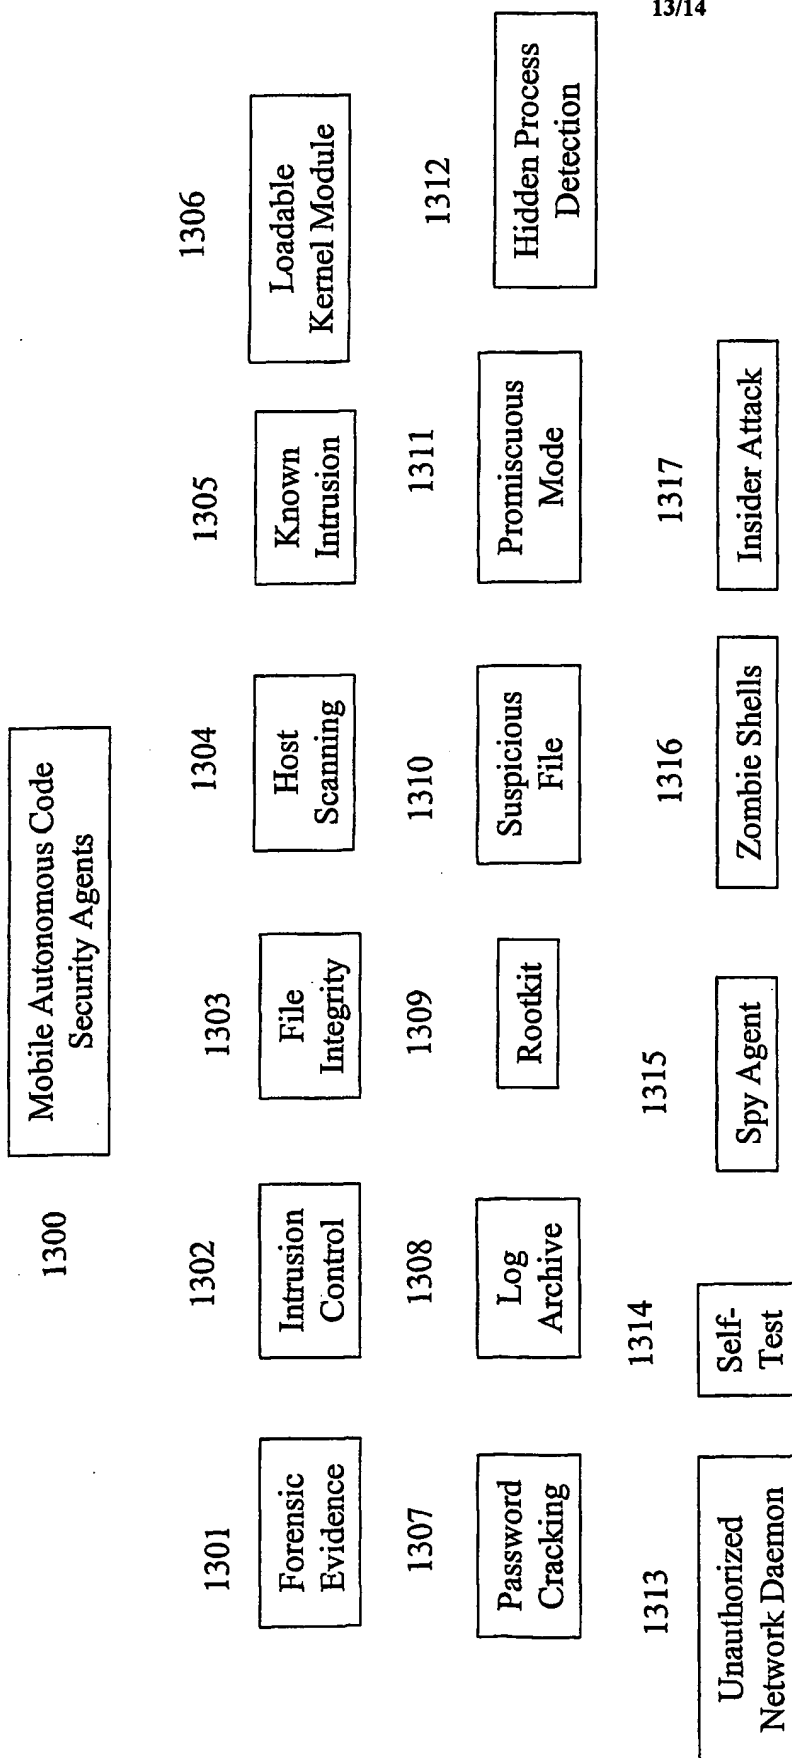 13/14
1300
Mobile Autonomous Code
Security Agents
1301
Forensic
Evidence
1302
Intrusion
Control
1303
File
Integrity
1304
Host
Scanning
1305
Known
Intrusion
1306
Loadable
Kernel Module
1307
Password
Cracking
1308
Log
Archive
1309
Rootkit
1310
Suspicious
File
1311
Promiscuous
Mode
1312
Hidden Process
Detection
1313
Unauthorized
Network Daemon
1314
Self-
Test
1315
Spy Agent
1316
Zombie Shells
1317
Insider Attack